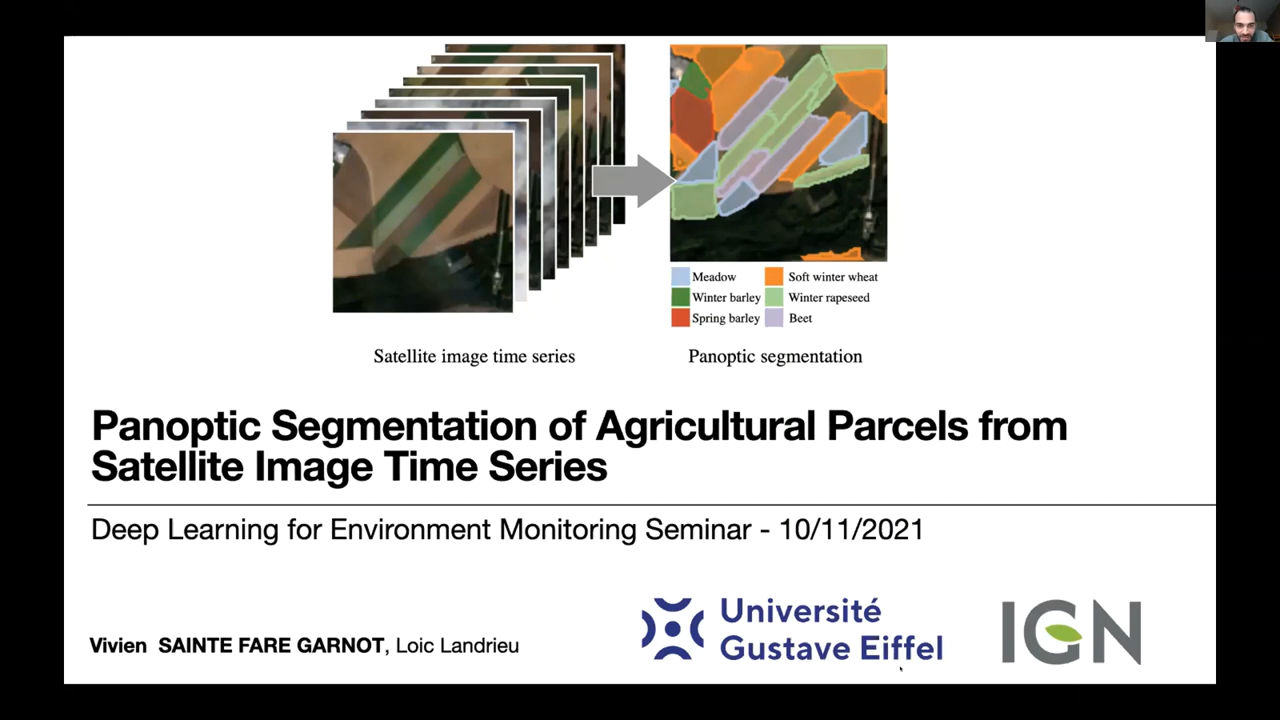 Meadow
Soft winter wheat
Winter barley
Winter rapeseed
Spring barley
Beet
Satellite image time series
Panoptic segmentation
Panoptic Segmentation of Agricultural Parcels from
Satellite Image Time Series
Deep Learning for Environment Monitoring Seminar - 10/11/2021
Vivien SAINTE FARE GARNOT, Loic Landrieu
Université
Gustave Eiffel
IGN